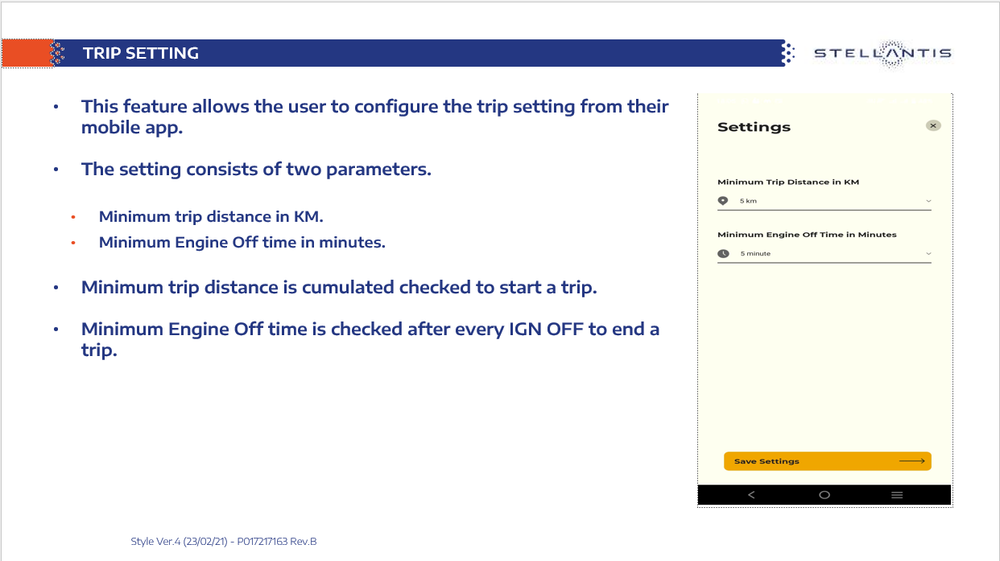 TRIP SETTING
STELLANTIS
• This feature allows the user to configure the trip setting from their
mobile app.
• The setting consists of two parameters.
• Minimum trip distance in KM.
• Minimum Engine Off time in minutes.
• Minimum trip distance is cumulated checked to start a trip.
• Minimum Engine Off time is checked after every IGN OFF to end a
trip.
Settings
Minimum Trip Distance in KM
5 km
Minimum Engine Off Time in Minutes
5 minute
Save Settings
Style Ver.4 (23/02/21) - P017217163 Rev.B